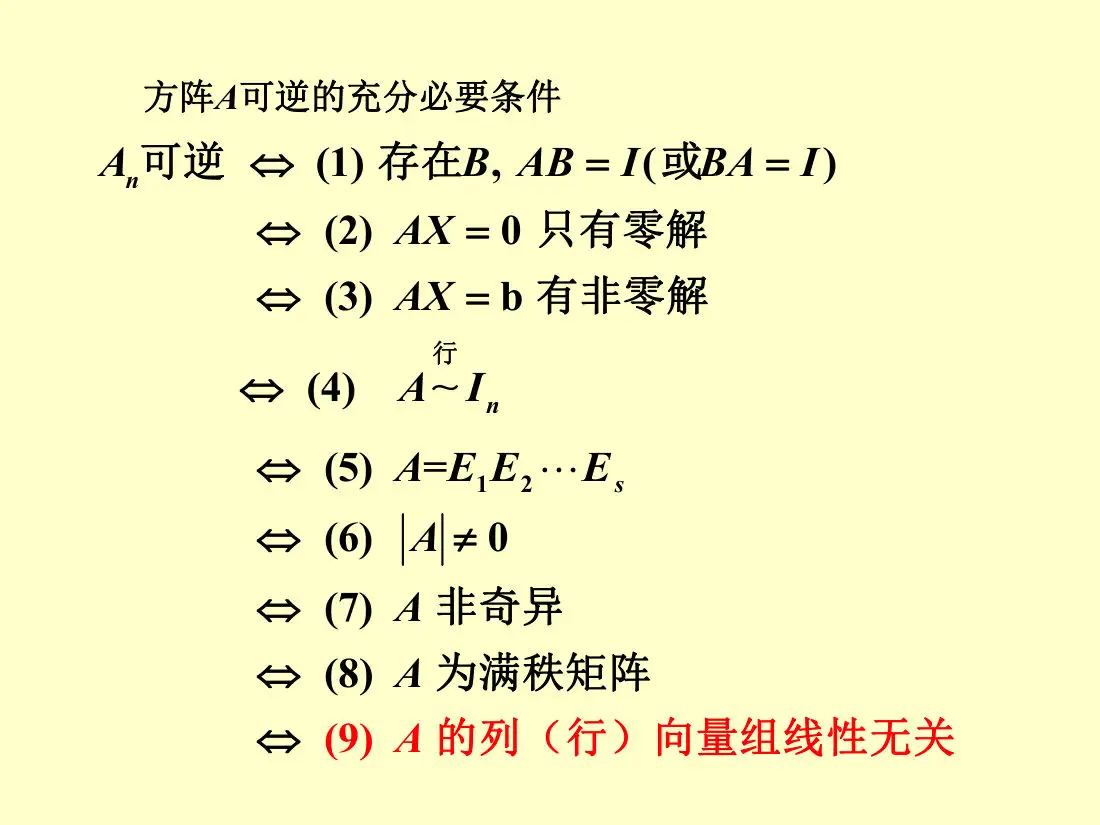 方阵A可逆的充分必要条件
Aₙ可逆 ⇔ (1) 存在B, AB = I(或BA = I)
⇔ (2) AX = 0 只有零解
⇔ (3) AX = b 有非零解
⇔ (4) A 行~ Iₙ
⇔ (5) A=E₁E₂⋯Eₛ
⇔ (6) |A| ≠ 0
⇔ (7) A 非奇异
⇔ (8) A 为满秩矩阵
⇔ (9) A 的列（行）向量组线性无关